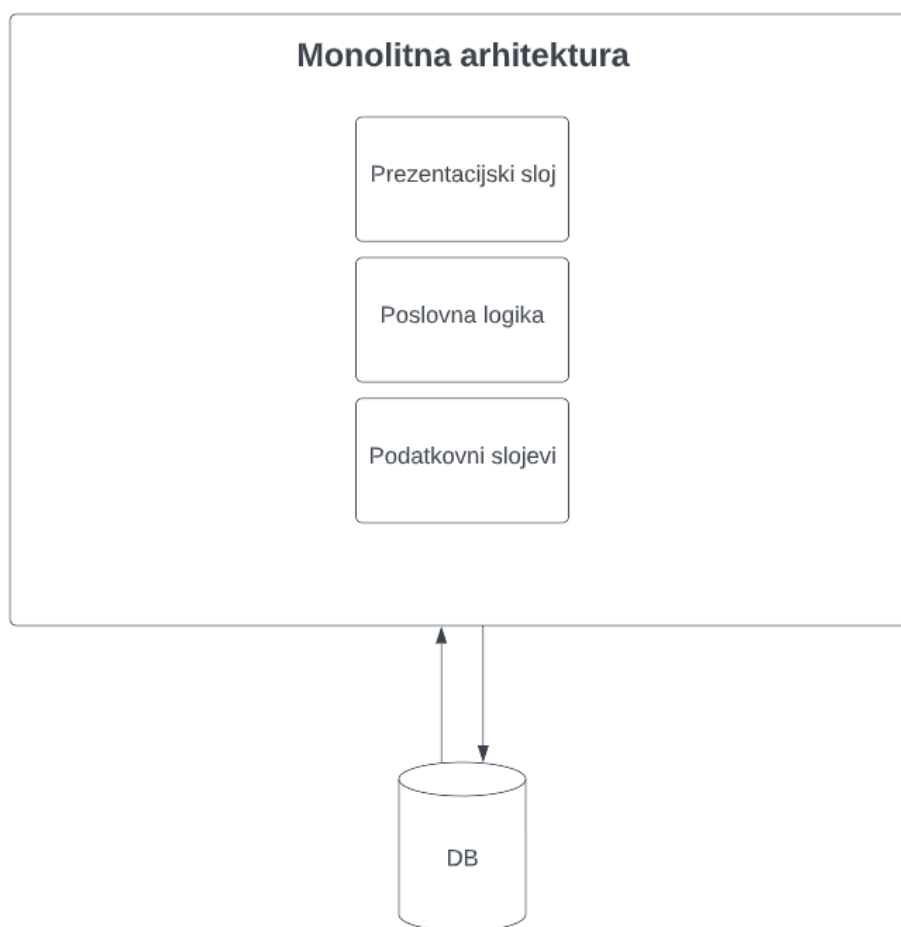 Monolitna arhitektura
Prezentacijski sloj
Poslovna logika
Podatkovni slojevi
DB